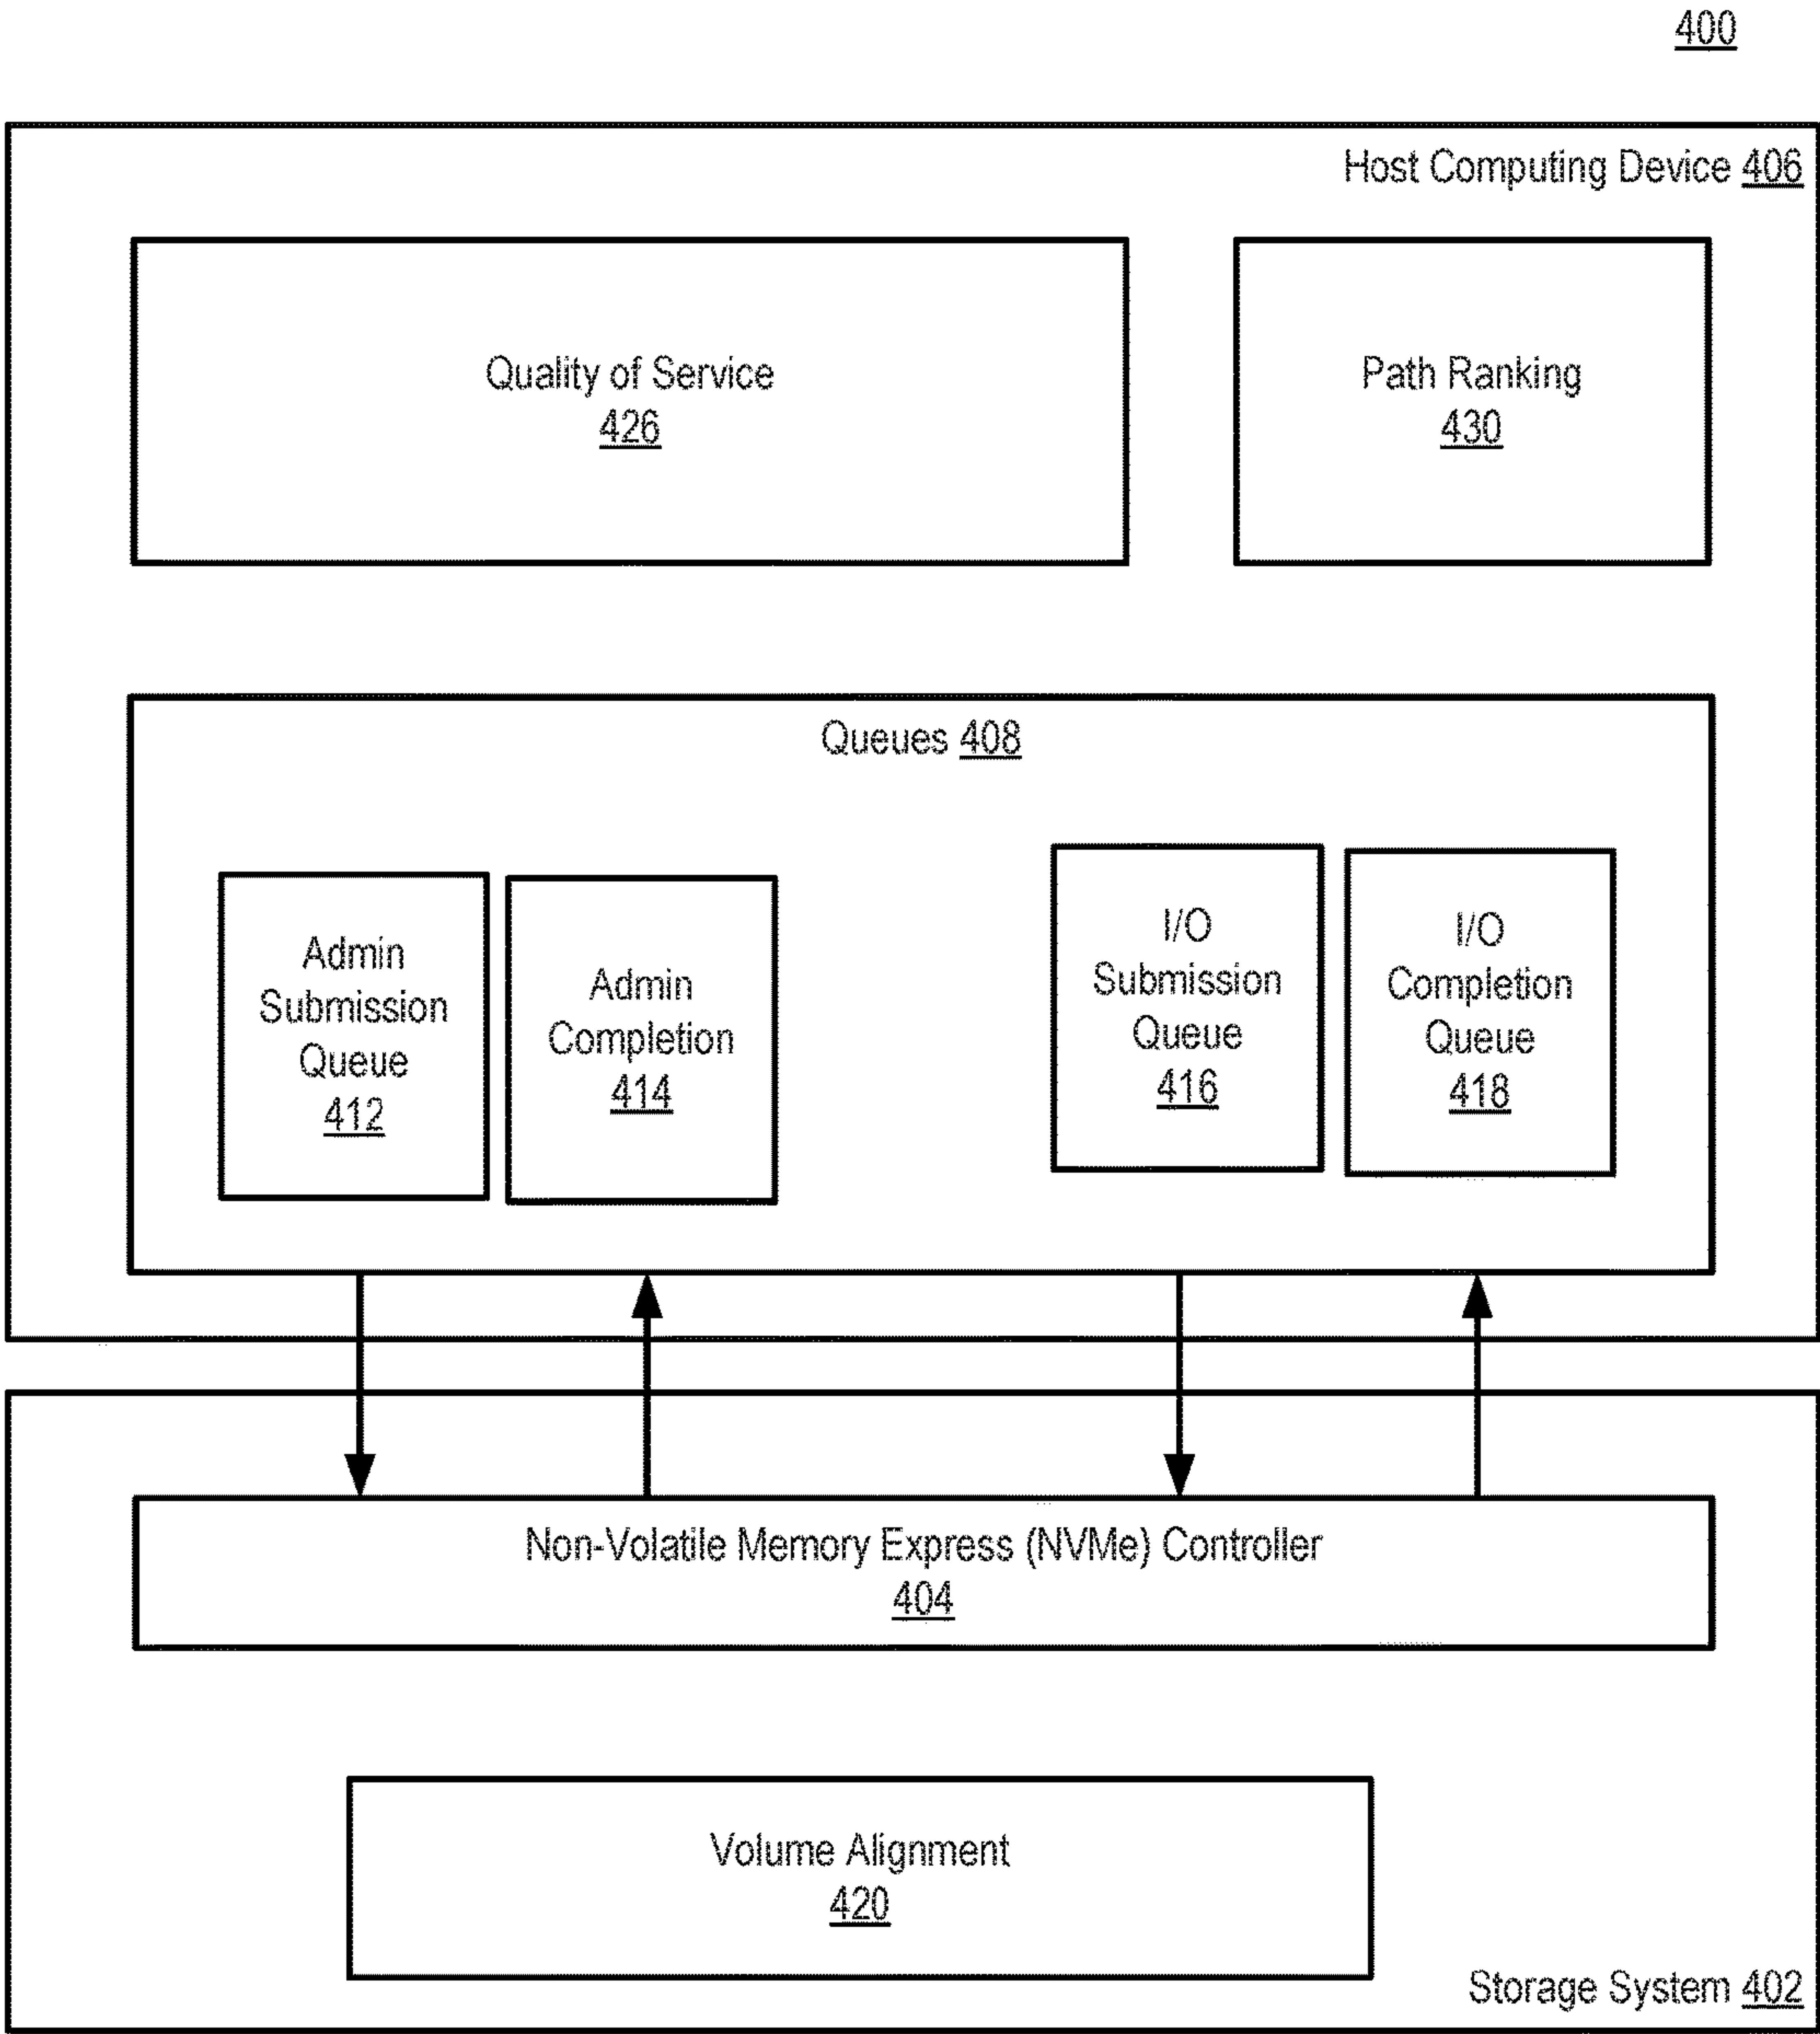 400
Host Computing Device 406
Quality of Service
426
Path Ranking
430
Queues 408
Admin
Submission
Queue
412
Admin
Completion
414
I/O
Submission
Queue
416
I/O
Completion
Queue
418
Non-Volatile Memory Express (NVMe) Controller
404
Volume Alignment
420
Storage System 402